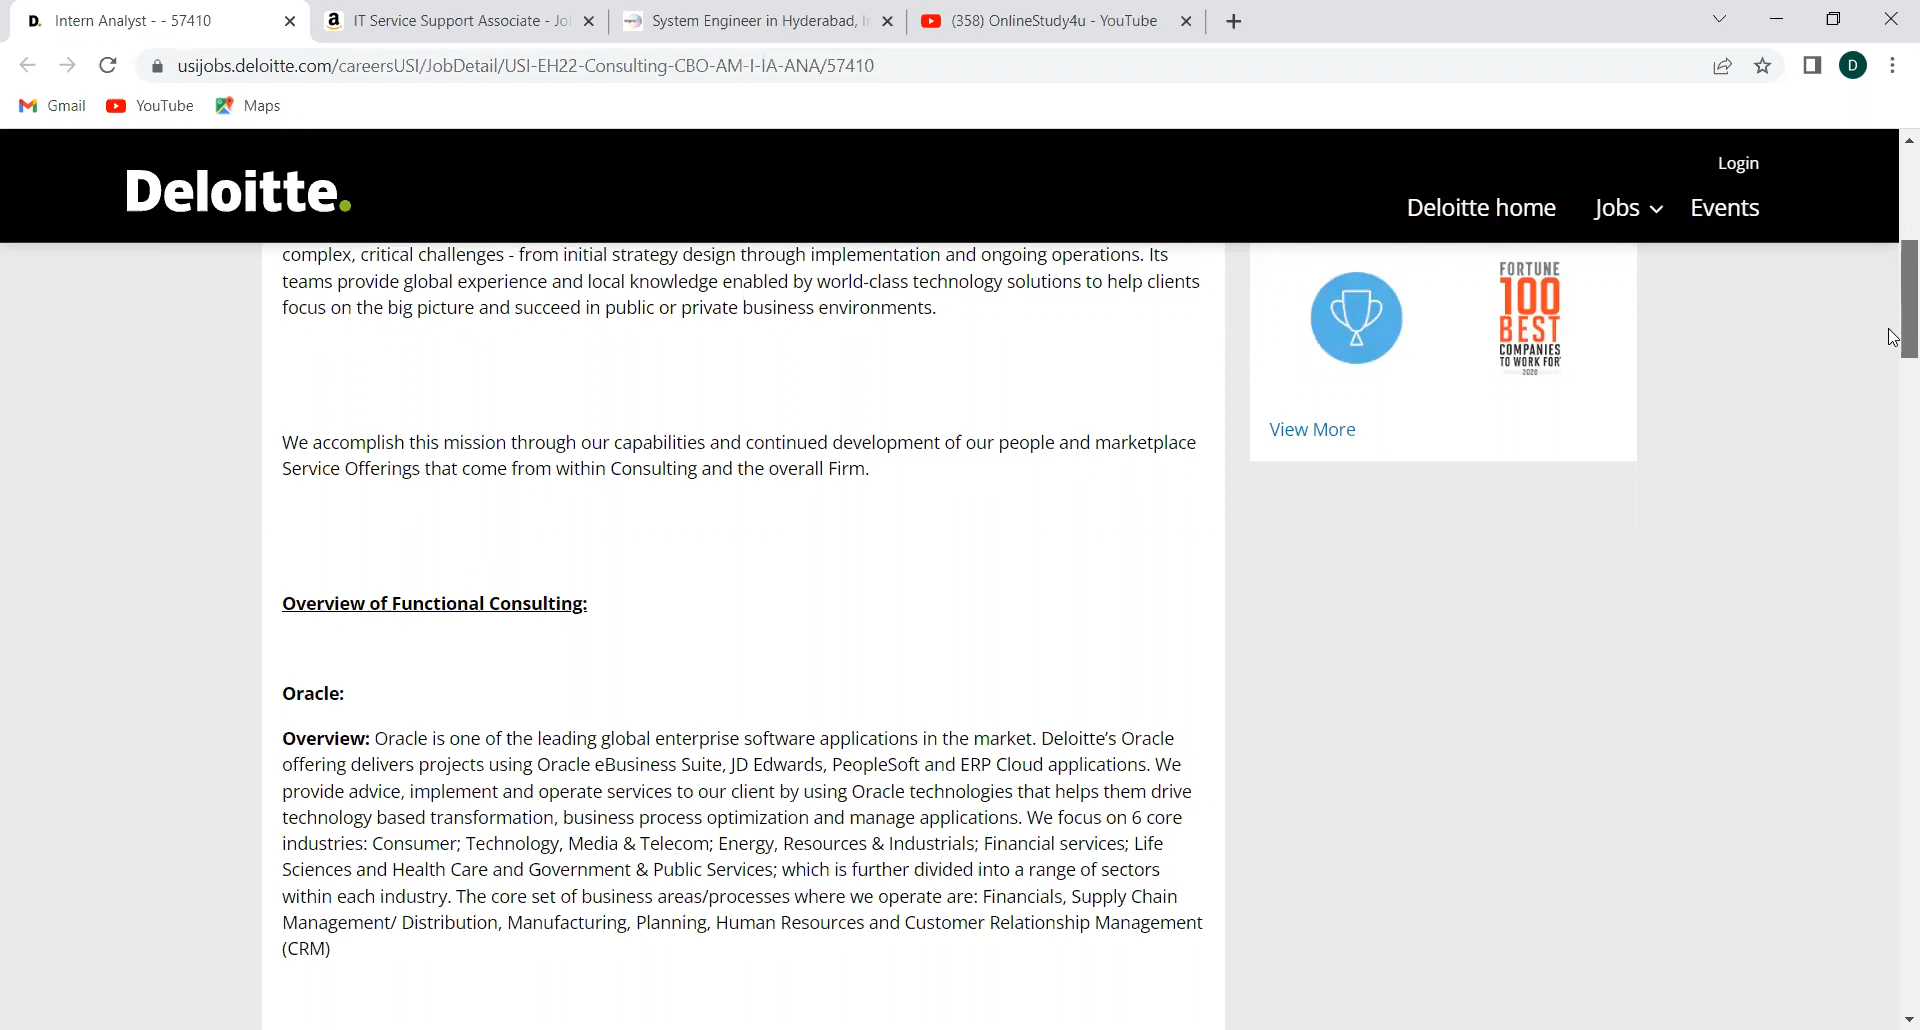 Intern Analyst - - 57410
IT Service Support Associate - Jo
System Engineer in Hyderabad, I
(358) OnlineStudy4u - YouTube
usijobs.deloitte.com/careersUSI/JobDetail/USI-EH22-Consulting-CBO-AM-I-IA-ANA/57410
D
Gmail
YouTube
Maps
Deloitte.
Login
Deloitte home
Jobs
Events
complex, critical challenges - from initial strategy design through implementation and ongoing operations. Its
teams provide global experience and local knowledge enabled by world-class technology solutions to help clients
focus on the big picture and succeed in public or private business environments.
We accomplish this mission through our capabilities and continued development of our people and marketplace
Service Offerings that come from within Consulting and the overall Firm.
Overview of Functional Consulting:
Oracle:
Overview: Oracle is one of the leading global enterprise software applications in the market. Deloitte's Oracle
offering delivers projects using Oracle eBusiness Suite, JD Edwards, PeopleSoft and ERP Cloud applications. We
provide advice, implement and operate services to our client by using Oracle technologies that helps them drive
technology based transformation, business process optimization and manage applications. We focus on 6 core
industries: Consumer; Technology, Media & Telecom; Energy, Resources & Industrials; Financial services; Life
Sciences and Health Care and Government & Public Services; which is further divided into a range of sectors
within each industry. The core set of business areas/processes where we operate are: Financials, Supply Chain
Management/ Distribution, Manufacturing, Planning, Human Resources and Customer Relationship Management
(CRM)
FORTUNE
100
BEST
COMPANIES
TO WORK FOR
2020
View More